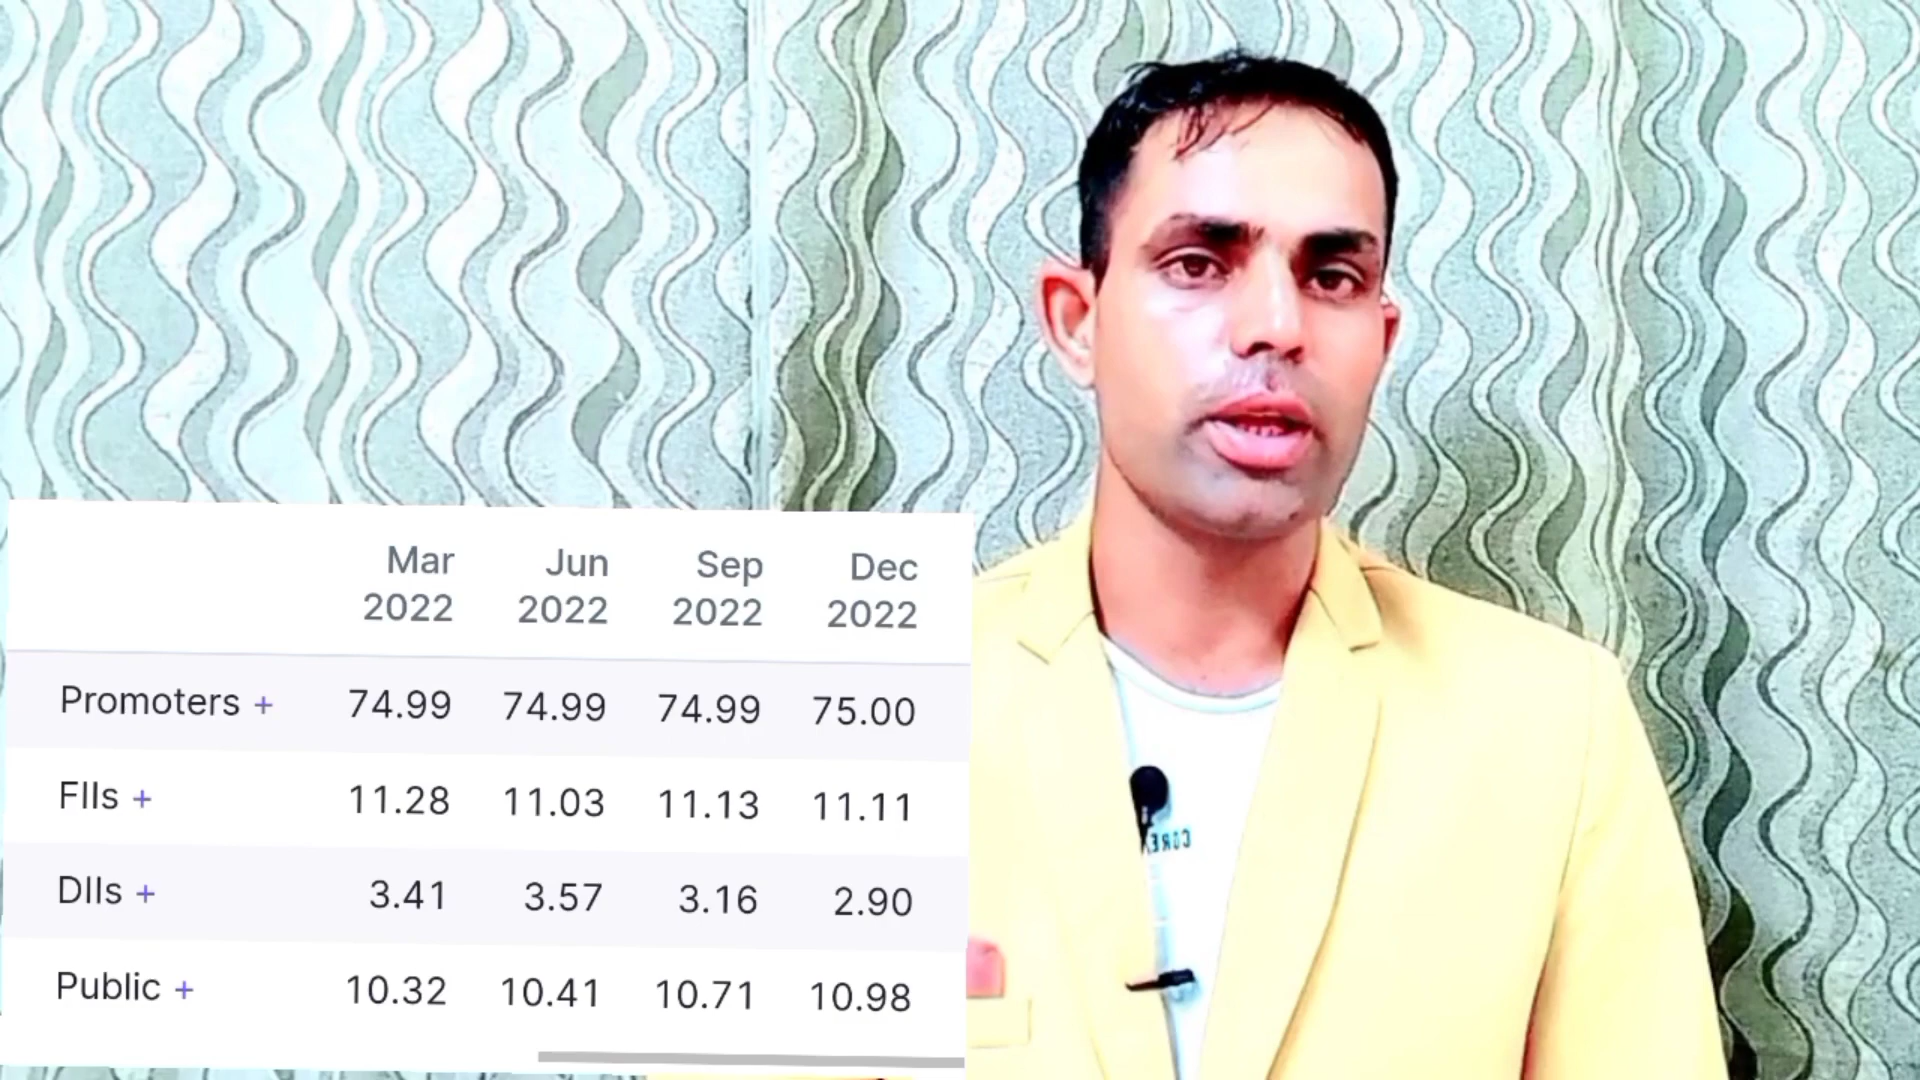 Mar Jun Sep Dec
2022 2022 2022 2022
Promoters + 74.99 74.99 74.99 75.00
FIIs + 11.28 11.03 11.13 11.11
DIIs + 3.41 3.57 3.16 2.90
Public + 10.32 10.41 10.71 10.98
CORE